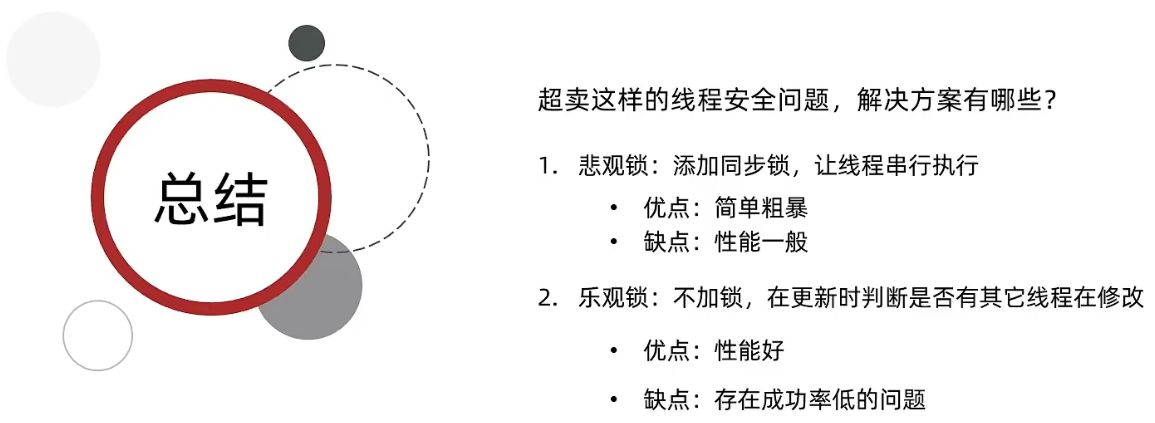 总结
超卖这样的线程安全问题，解决方案有哪些？
1. 悲观锁：添加同步锁，让线程串行执行
• 优点：简单粗暴
• 缺点：性能一般
2. 乐观锁：不加锁，在更新时判断是否有其它线程在修改
• 优点：性能好
• 缺点：存在成功率低的问题